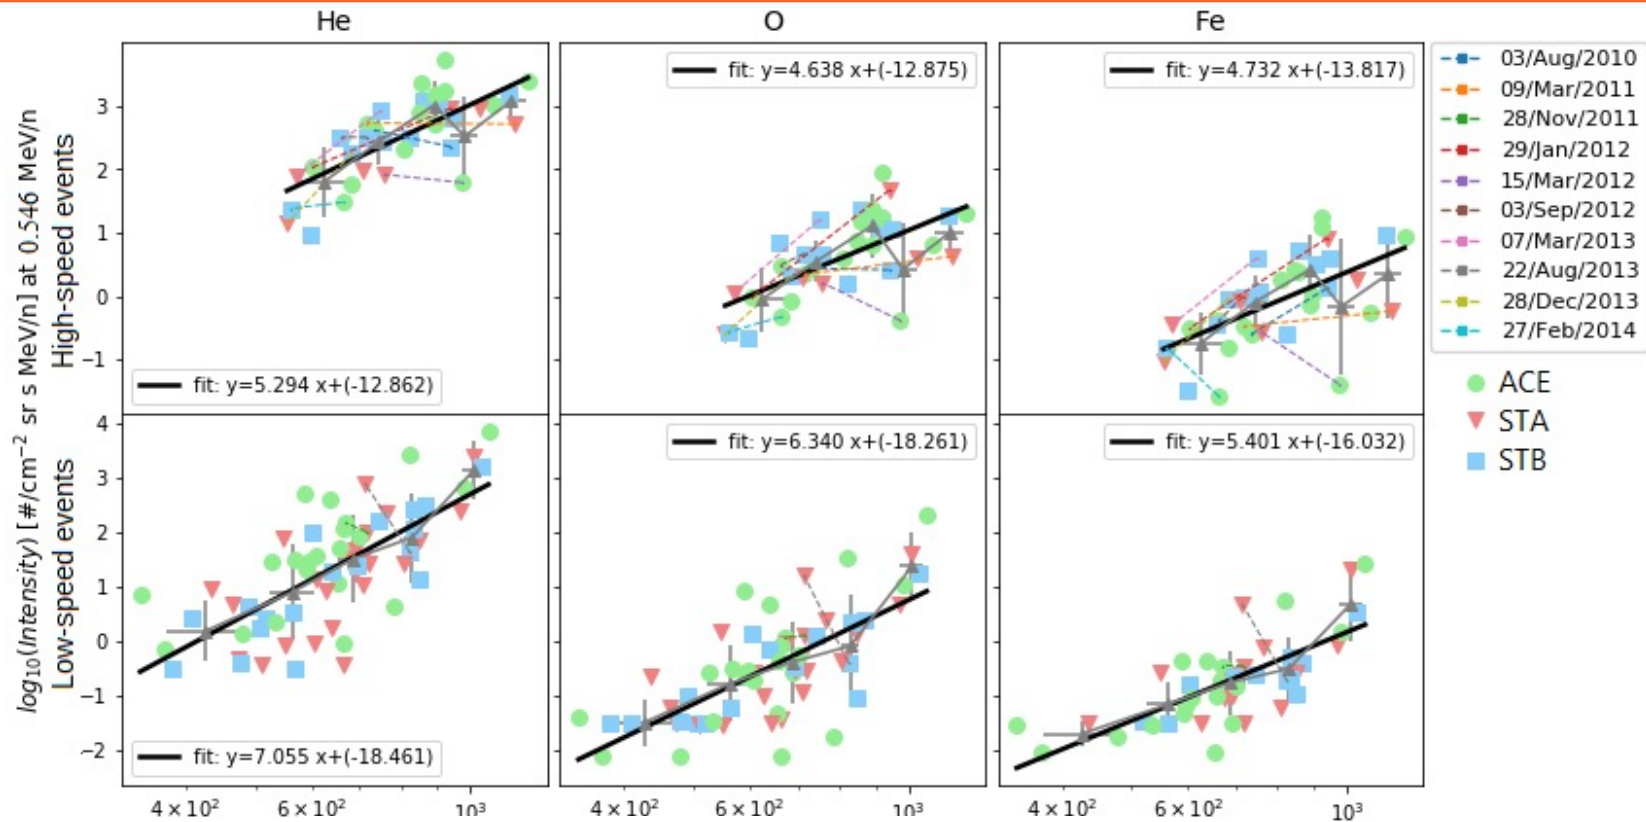 He
O
Fe
log10(Intensity) [#/cm−2 sr s MeV/n] at 0.546 MeV/n
High-speed events
Low-speed events
3
2
1
0
−1
fit: y=5.294 x+(-12.862)
fit: y=4.638 x+(-12.875)
fit: y=4.732 x+(-13.817)
03/Aug/2010
09/Mar/2011
28/Nov/2011
29/Jan/2012
15/Mar/2012
03/Sep/2012
07/Mar/2013
22/Aug/2013
28/Dec/2013
27/Feb/2014
ACE
STA
STB
4
3
2
1
0
−1
−2
fit: y=7.055 x+(-18.461)
fit: y=6.340 x+(-18.261)
fit: y=5.401 x+(-16.032)
4 × 10² 6 × 10² 10³
4 × 10² 6 × 10² 10³
4 × 10² 6 × 10² 10³